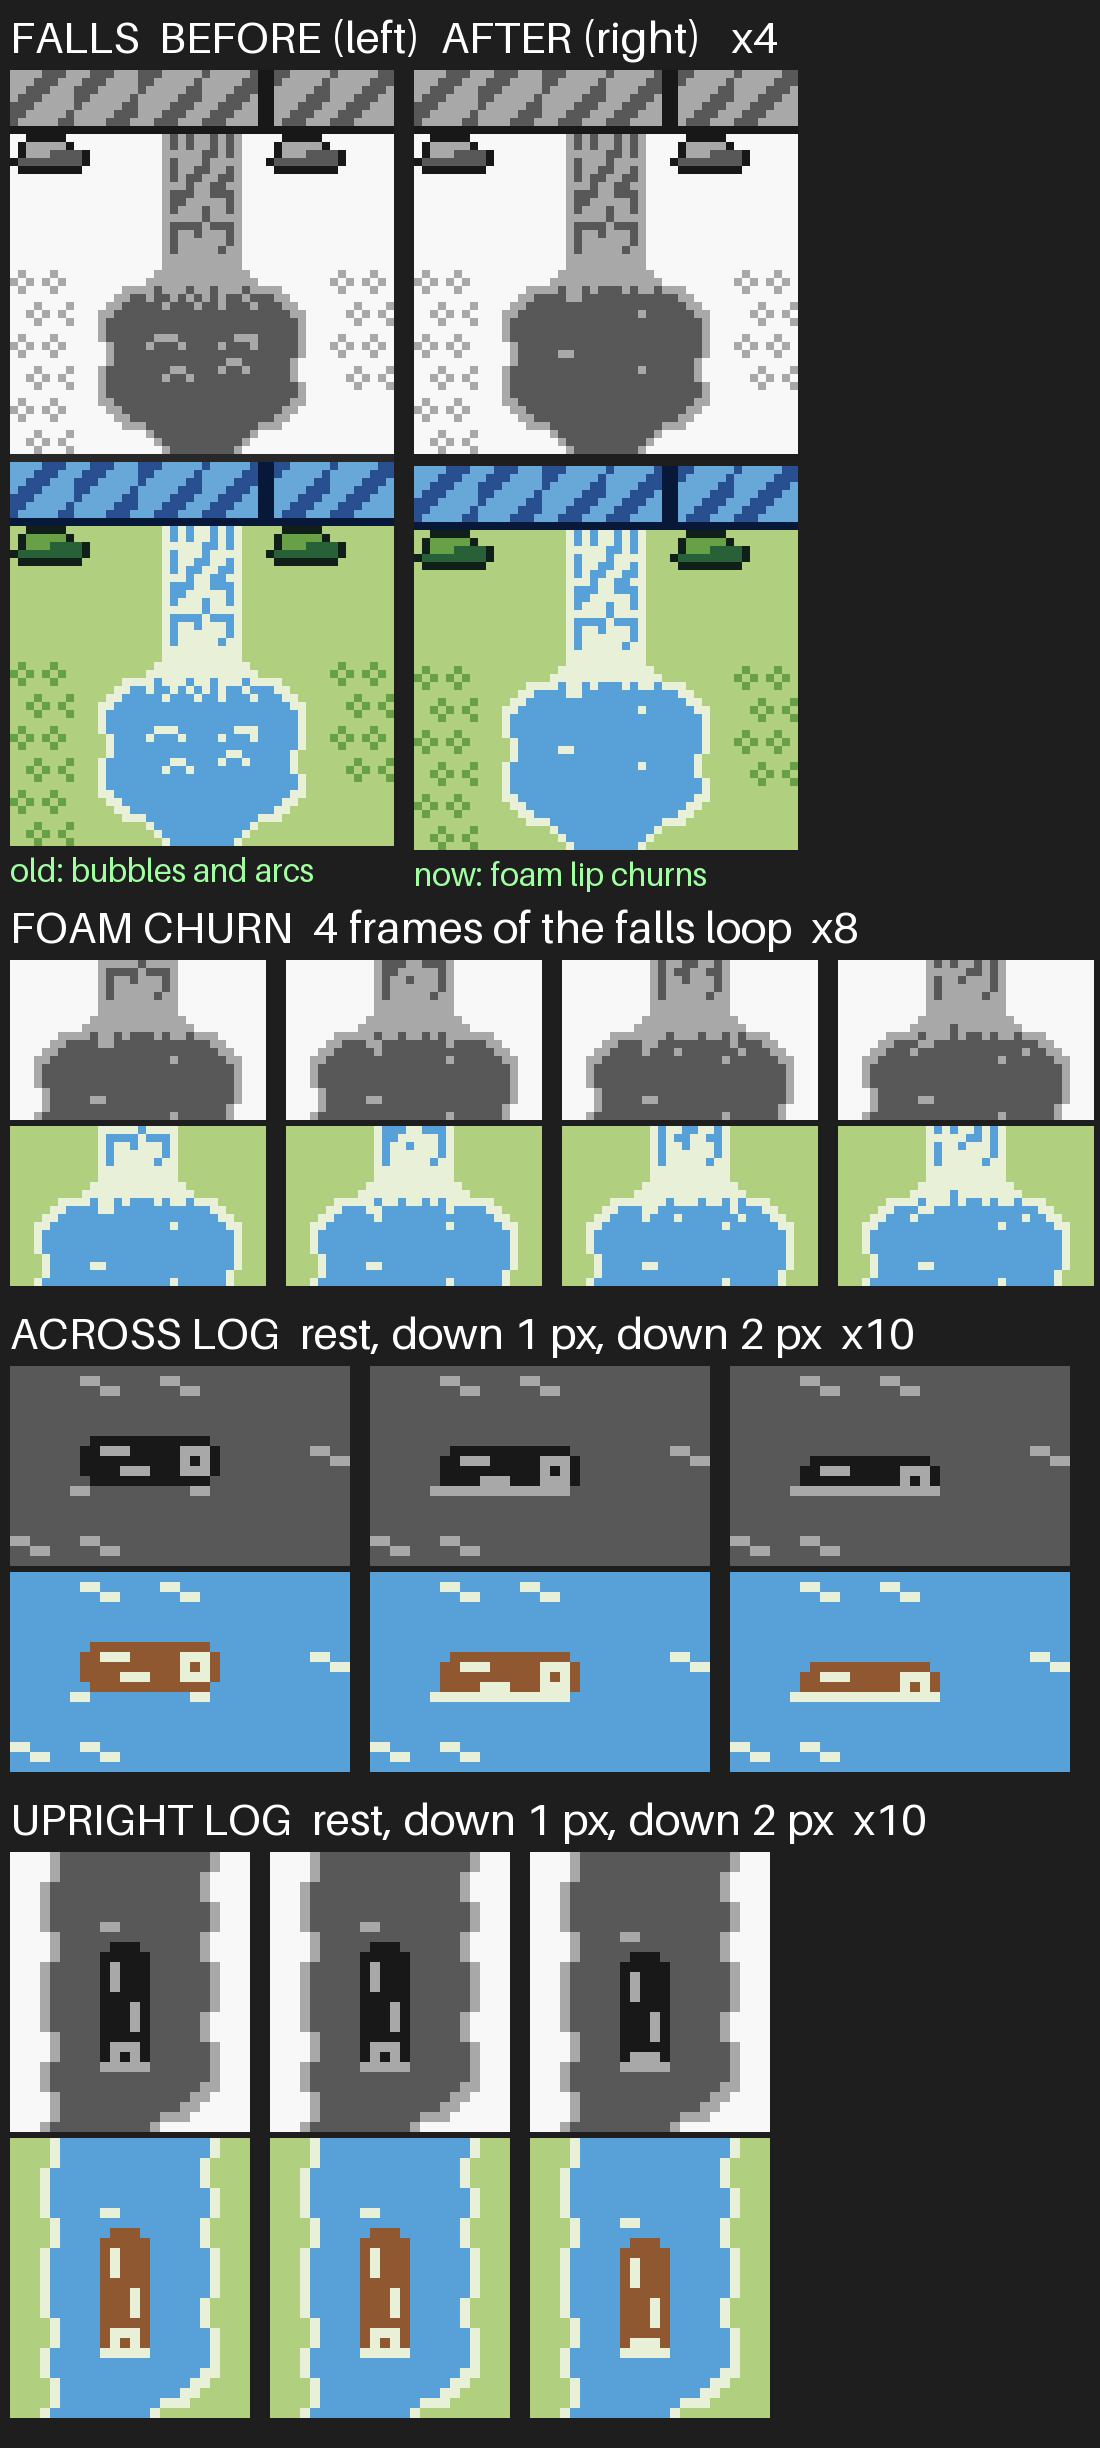 FALLS  BEFORE (left)  AFTER (right)   x4
old: bubbles and arcs
now: foam lip churns
FOAM CHURN  4 frames of the falls loop  x8
ACROSS LOG  rest, down 1 px, down 2 px  x10
UPRIGHT LOG  rest, down 1 px, down 2 px  x10